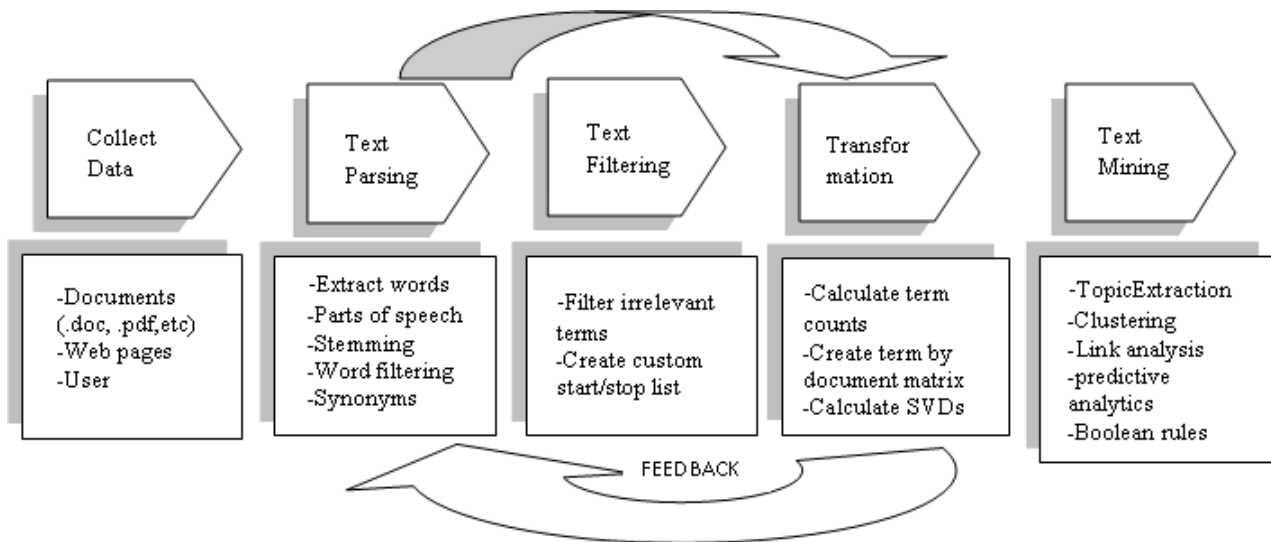 Collect
Data
Text
Parsing
Text
Filtering
Transfor
mation
Text
Mining
-Documents
(.doc, .pdf,etc)
-Web pages
-User
-Extract words
-Parts of speech
-Stemming
-Word filtering
-Synonyms
-Filter irrelevant
terms
-Create custom
start/stop list
-Calculate term
counts
-Create term by
document matrix
-Calculate SVDs
-TopicExtraction
-Clustering
-Link analysis
-predictive
analytics
-Boolean rules
FEEDBACK